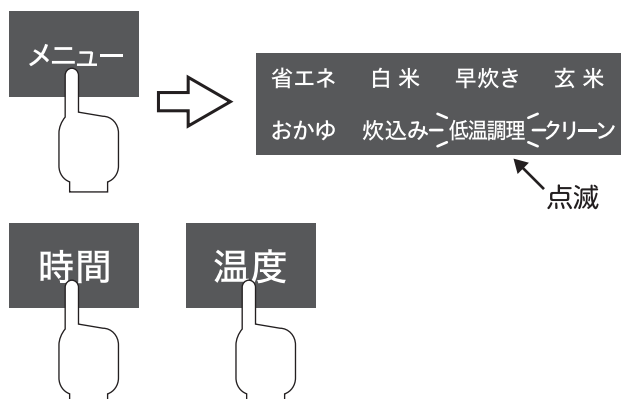 メニュー
省エネ 白米 早炊き 玄米
おかゆ 炊込み 低温調理 クリーン
点滅
時間 温度